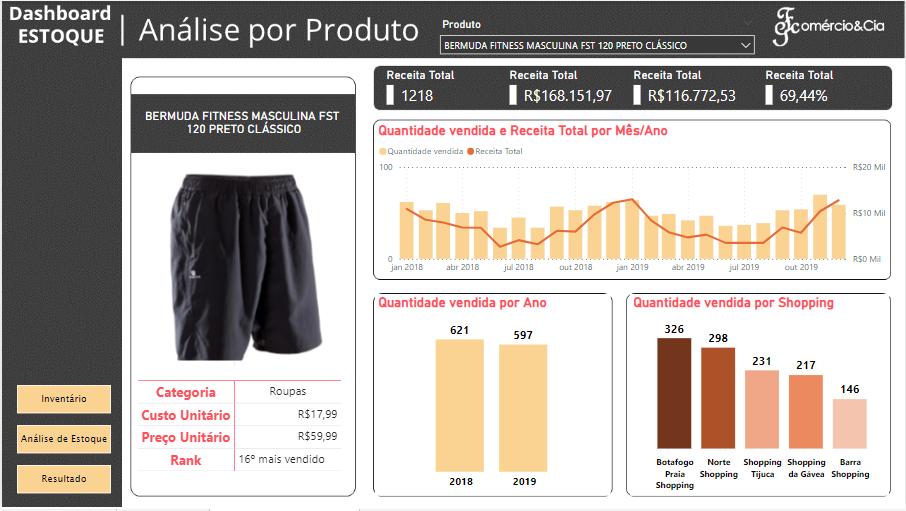 Dashboard
ESTOQUE
Análise por Produto
Produto
BERMUDA FITNESS MASCULINA FST 120 PRETO CLÁSSICO
Comércio&Cia
BERMUDA FITNESS MASCULINA FST
120 PRETO CLÁSSICO
Categoria Roupas
Custo Unitário R$17,99
Preço Unitário R$59,99
Rank 16º mais vendido
Inventário
Análise de Estoque
Resultado
Receita Total
1218
Receita Total
R$168.151,97
Receita Total
R$116.772,53
Receita Total
69,44%
Quantidade vendida e Receita Total por Mês/Ano
Quantidade vendida Receita Total
100
0
R$20 Mil
R$10 Mil
R$0 Mil
jan 2018 abr 2018 jul 2018 out 2018 jan 2019 abr 2019 jul 2019 out 2019
Quantidade vendida por Ano
621 597
2018 2019
Quantidade vendida por Shopping
326 298 231 217 146
Botafogo Praia Shopping
Norte Shopping
Shopping Tijuca
Shopping da Gávea
Barra Shopping